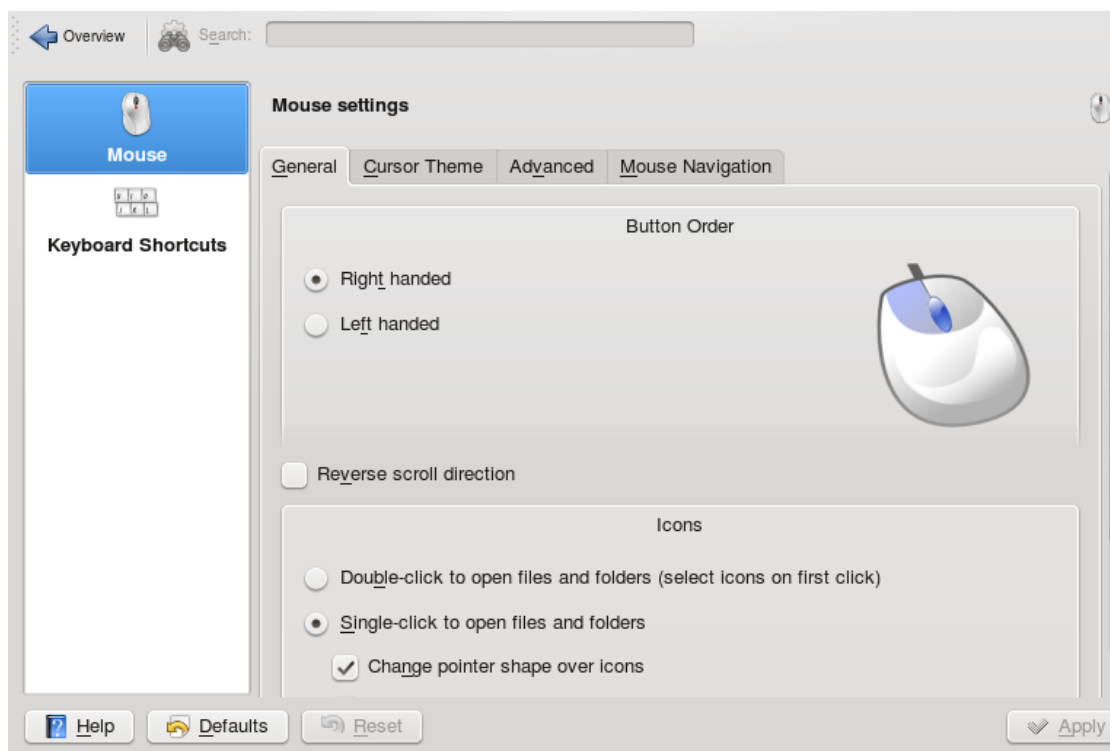 Overview Search:
Mouse
Keyboard Shortcuts
Mouse settings
General Cursor Theme Advanced Mouse Navigation
Button Order
Right handed
Left handed
Reverse scroll direction
Icons
Double-click to open files and folders (select icons on first click)
Single-click to open files and folders
Change pointer shape over icons
Help Defaults Reset Apply